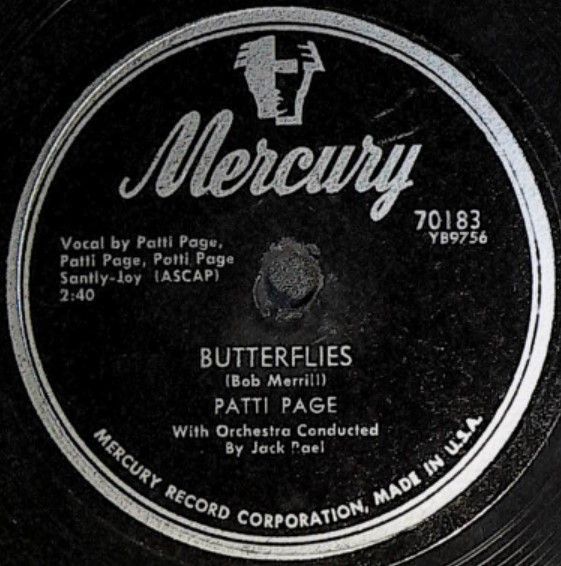 Mercury
70183
YB9756
Vocal by Patti Page,
Patti Page, Patti Page
Santly-Joy (ASCAP)
2:40
BUTTERFLIES
(Bob Merrill)
PATTI PAGE
With Orchestra Conducted
By Jack Rael
MERCURY RECORD CORPORATION, MADE IN U.S.A.